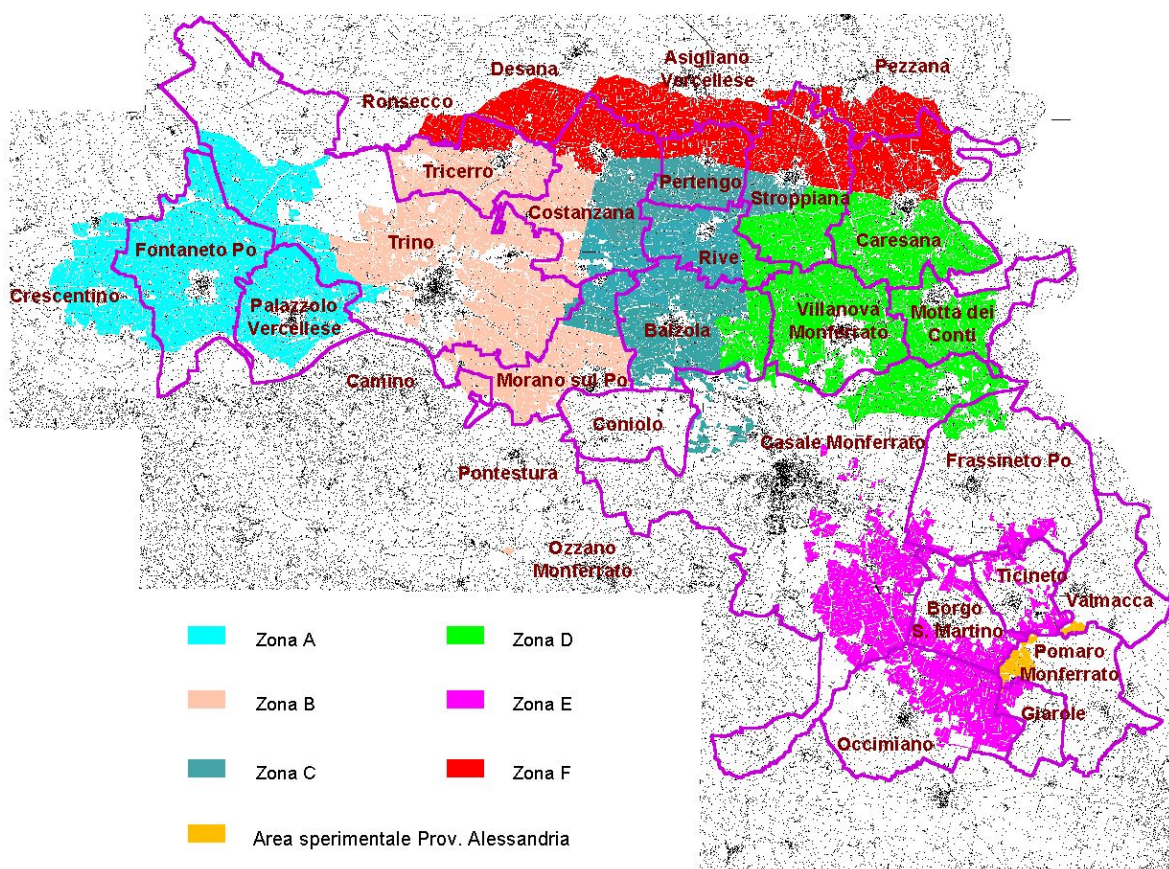 Asigliano
Vercellese
Desana
Pezzana
Ronsecco
Tricerro
Pertengo
Stroppiana
Costanzana
Fontaneto Po
Trino
Caresana
Rive
Crescentino
Palazzolo
Vercellese
Balzola
Villanova
Monferrato
Motta dei
Conti
Camino
Morano sul Po
Coniolo
Casale Monferrato
Frassineto Po
Pontestura
Ozzano
Monferrato
Ticineto
Valmacca
Borgo
S. Martino
Pomaro
Monferrato
Giarole
Occimiano
Zona A
Zona D
Zona B
Zona E
Zona C
Zona F
Area sperimentale Prov. Alessandria